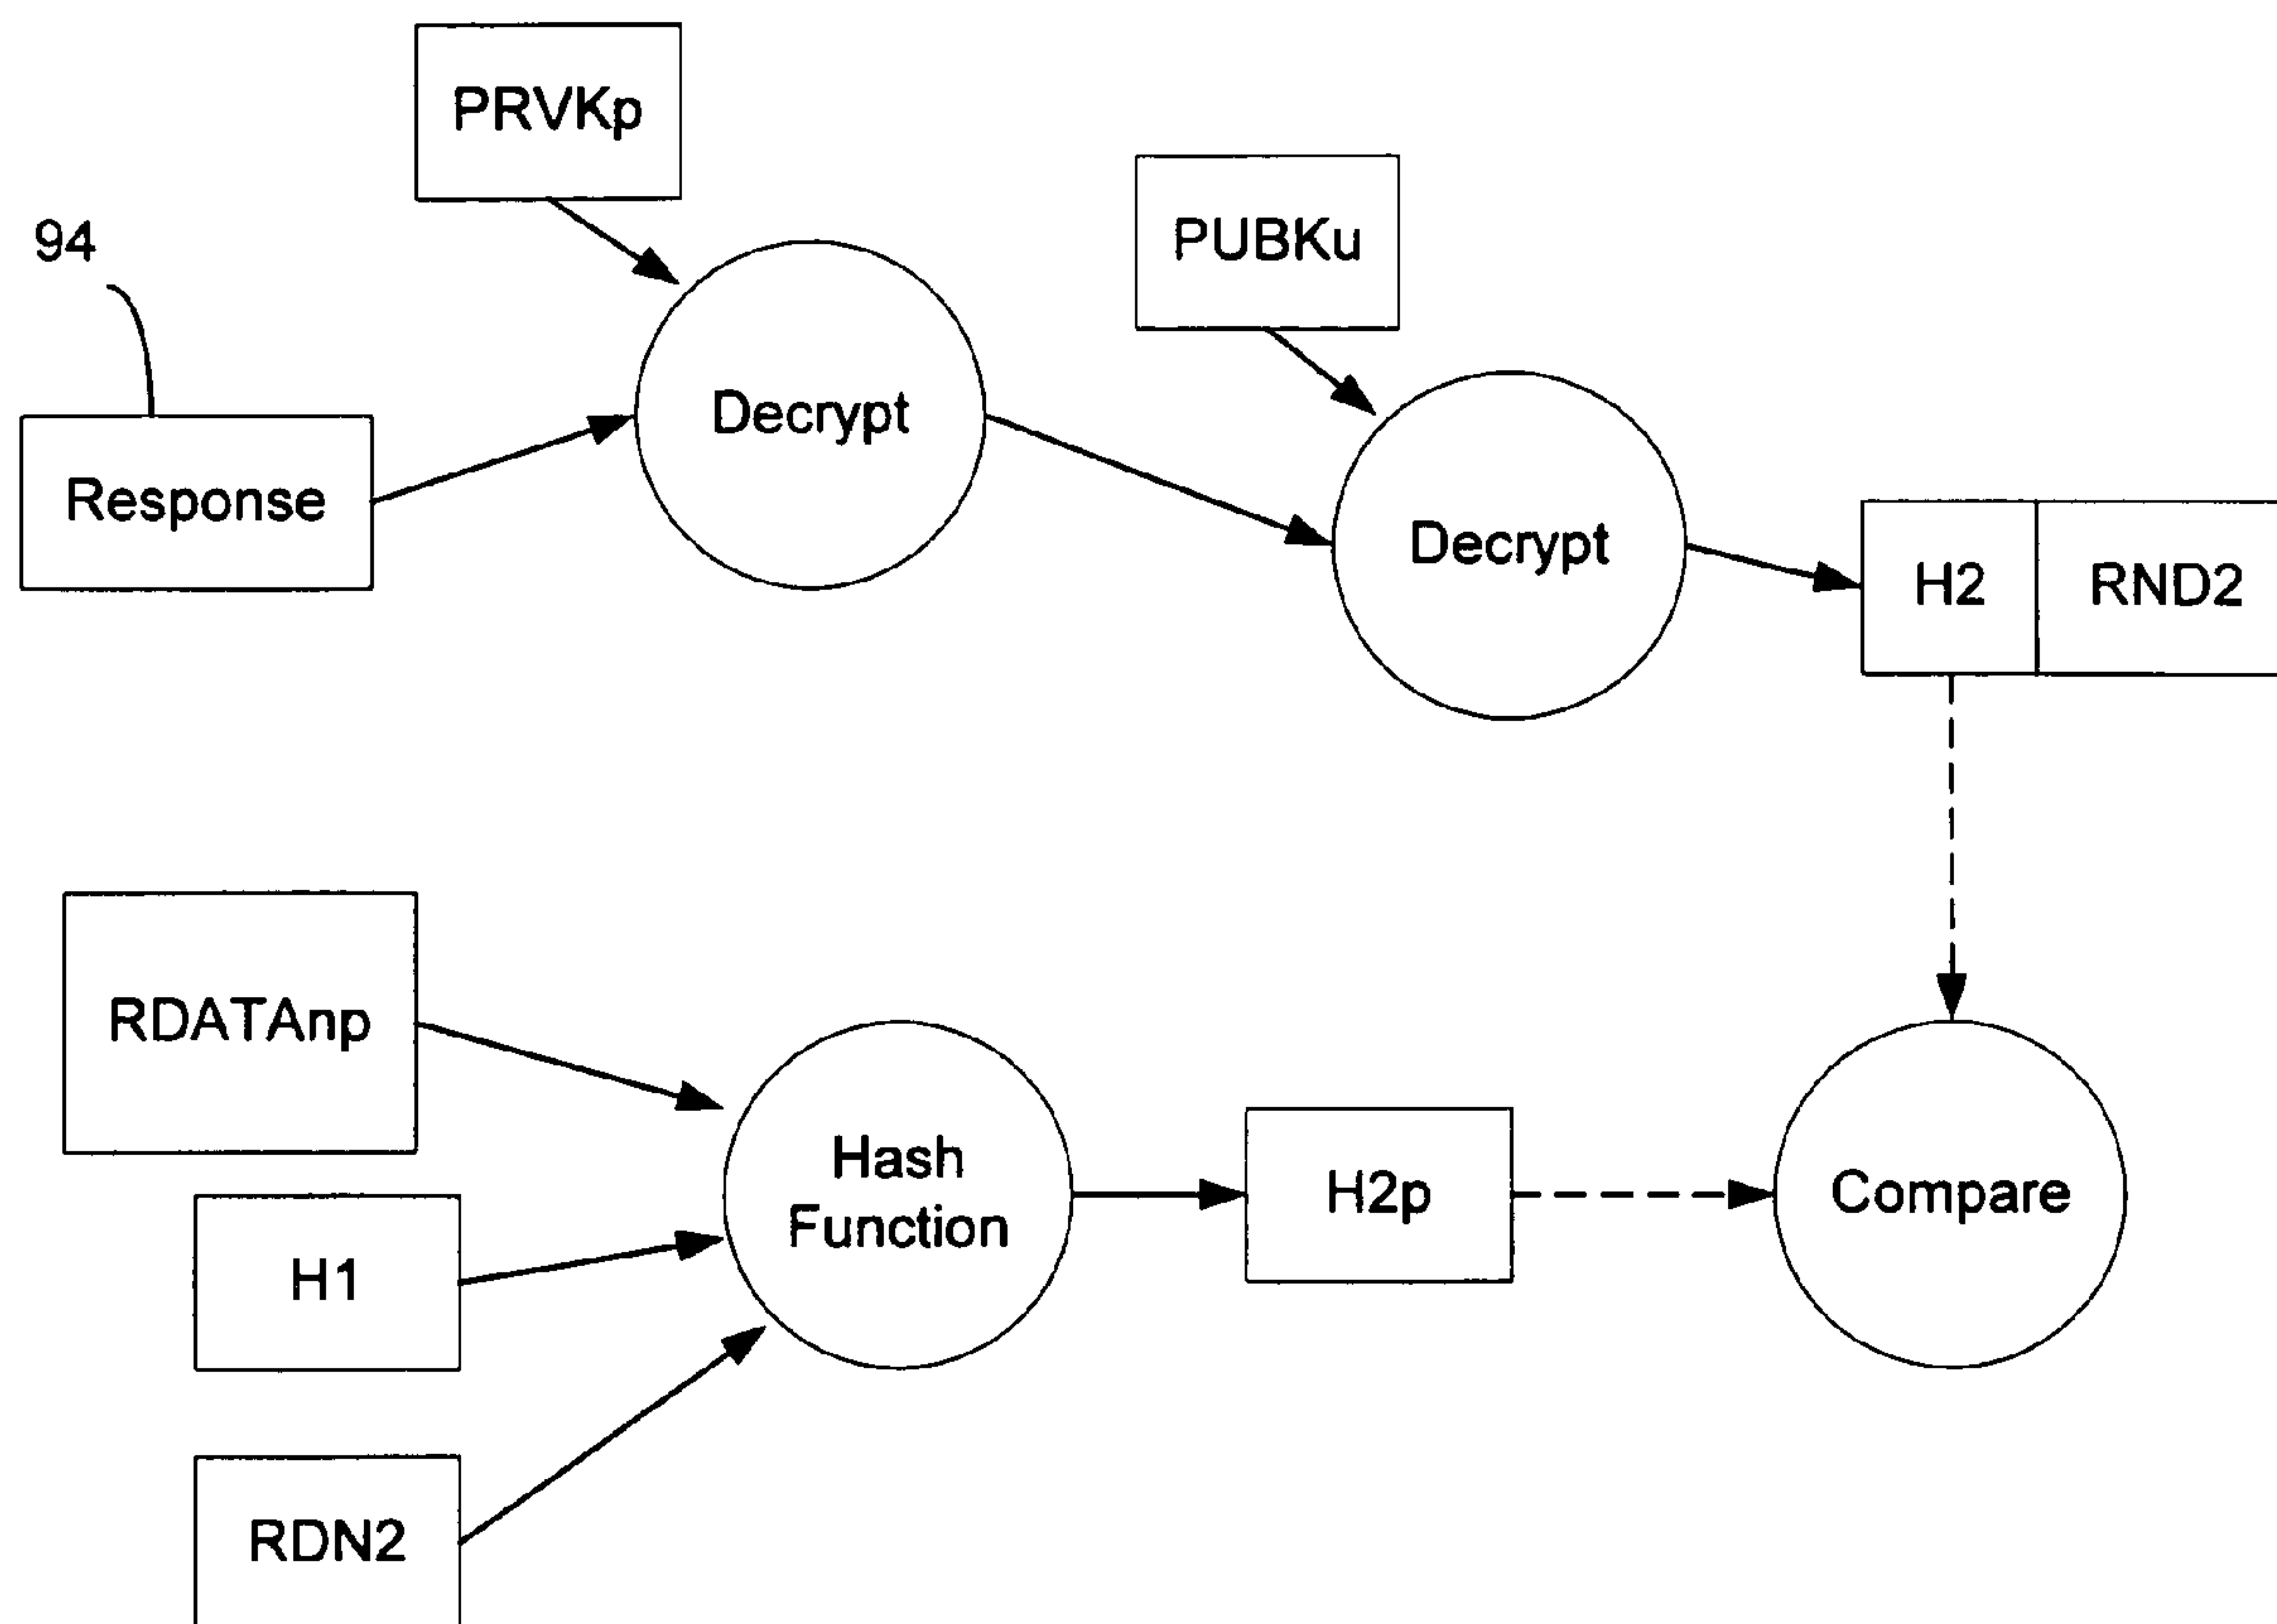 PRVKp
94
PUBKu
Decrypt
Response
Decrypt
H2 RND2
RDATAnp
Hash
Function
H2p
Compare
H1
RDN2